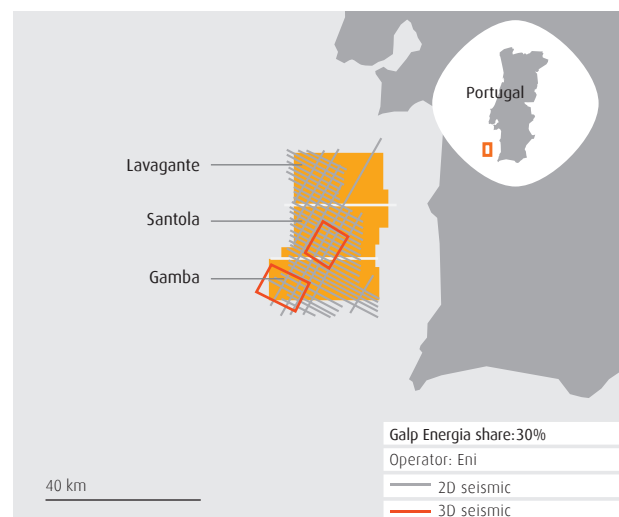 Portugal
Lavagante
Santola
Gamba
Galp Energia share:30%
Operator: Eni
40 km
2D seismic
3D seismic